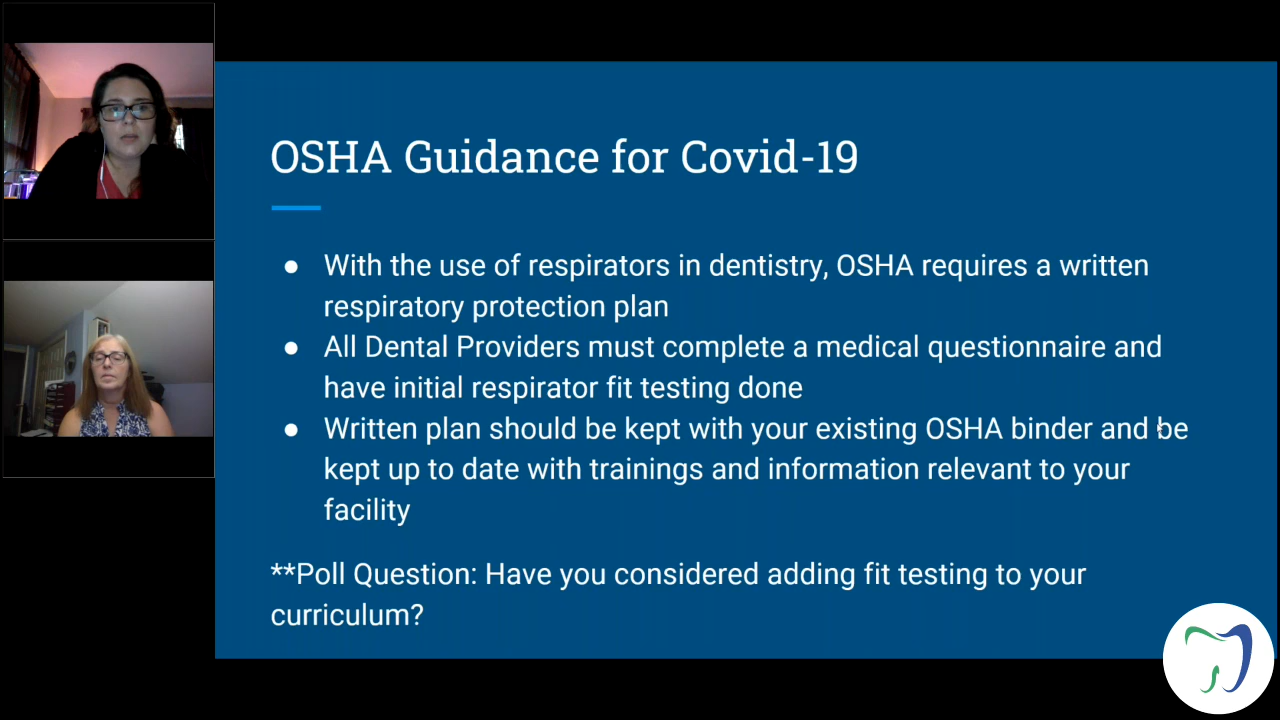 OSHA Guidance for Covid-19
● With the use of respirators in dentistry, OSHA requires a written
respiratory protection plan
● All Dental Providers must complete a medical questionnaire and
have initial respirator fit testing done
● Written plan should be kept with your existing OSHA binder and be
kept up to date with trainings and information relevant to your
facility
**Poll Question: Have you considered adding fit testing to your
curriculum?